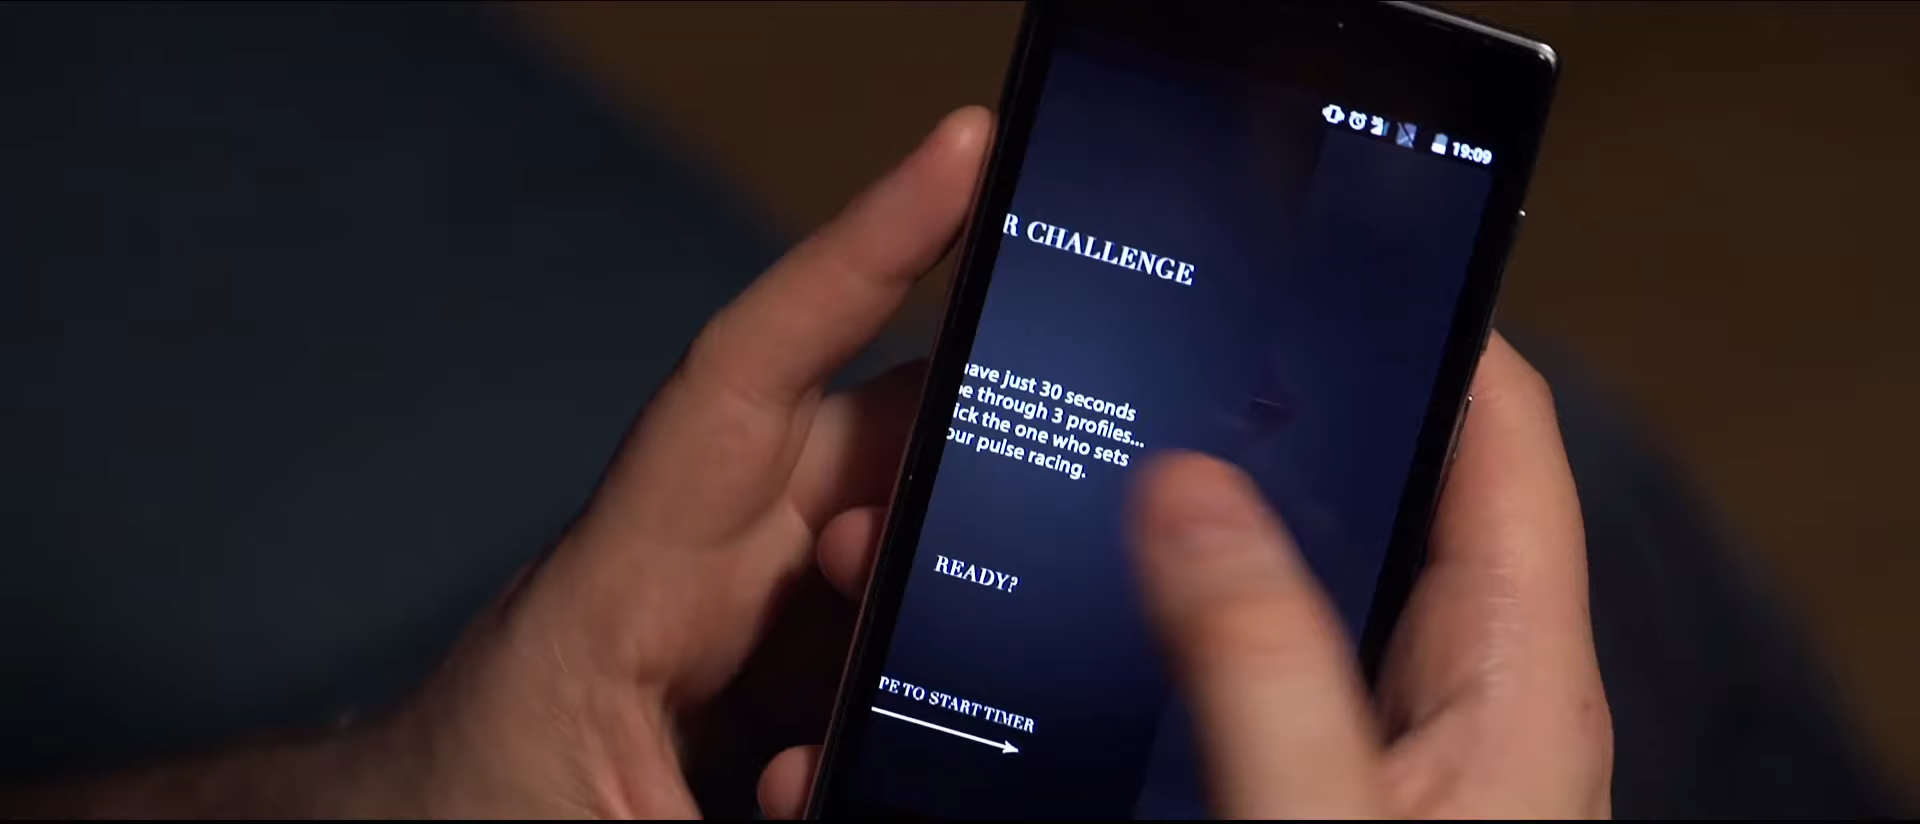 19:09
R CHALLENGE
ave just 30 seconds
e through 3 profiles...
ick the one who sets
our pulse racing.
READY?
PE TO START TIMER